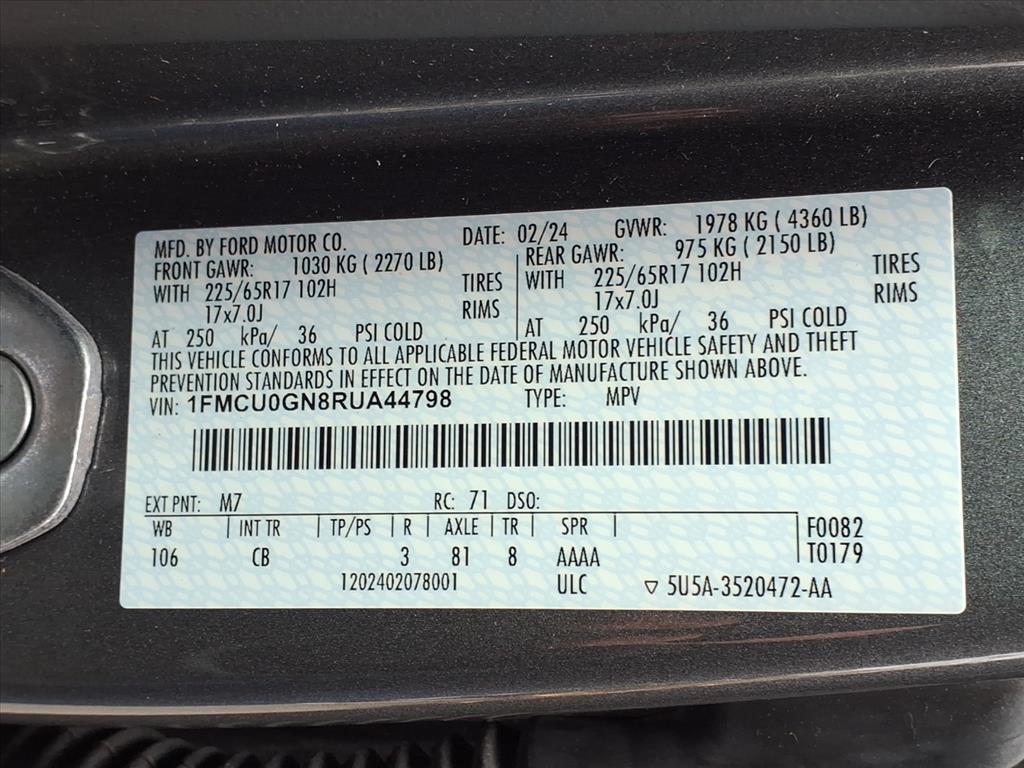 MFD. BY FORD MOTOR CO. DATE: 02/24 GVWR: 1978 KG ( 4360 LB)
FRONT GAWR: 1030 KG ( 2270 LB) REAR GAWR: 975 KG ( 2150 LB)
WITH 225/65R17 102H TIRES WITH 225/65R17 102H TIRES
17x7.0J RIMS 17x7.0J RIMS
AT 250 kPa/ 36 PSI COLD AT 250 kPa/ 36 PSI COLD
THIS VEHICLE CONFORMS TO ALL APPLICABLE FEDERAL MOTOR VEHICLE SAFETY AND THEFT
PREVENTION STANDARDS IN EFFECT ON THE DATE OF MANUFACTURE SHOWN ABOVE.
VIN: 1FMCU0GN8RUA44798 TYPE: MPV
EXT PNT: M7 RC: 71 DSO:
WB INT TR TP/PS R AXLE TR SPR F0082
106 CB 3 81 8 AAAA T0179
1202402078001 ULC ▽ 5U5A-3520472-AA